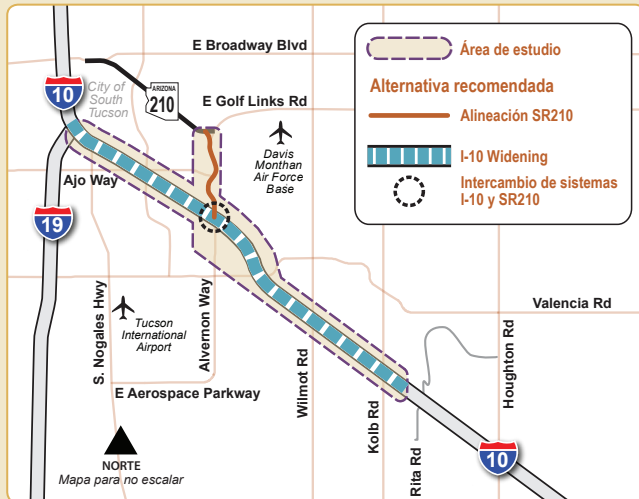 E Broadway Blvd
10
City of
South
Tucson
ARIZONA
210
E Golf Links Rd
Davis
Monthan
Air Force
Base
Ajo Way
19
S. Nogales Hwy
Tucson
International
Airport
Alvernon Way
E Aerospace Parkway
Wilmot Rd
Kolb Rd
Rita Rd
Houghton Rd
Valencia Rd
10
NORTE
Mapa para no escalar
Área de estudio
Alternativa recomendada
Alineación SR210
I-10 Widening
Intercambio de sistemas
I-10 y SR210